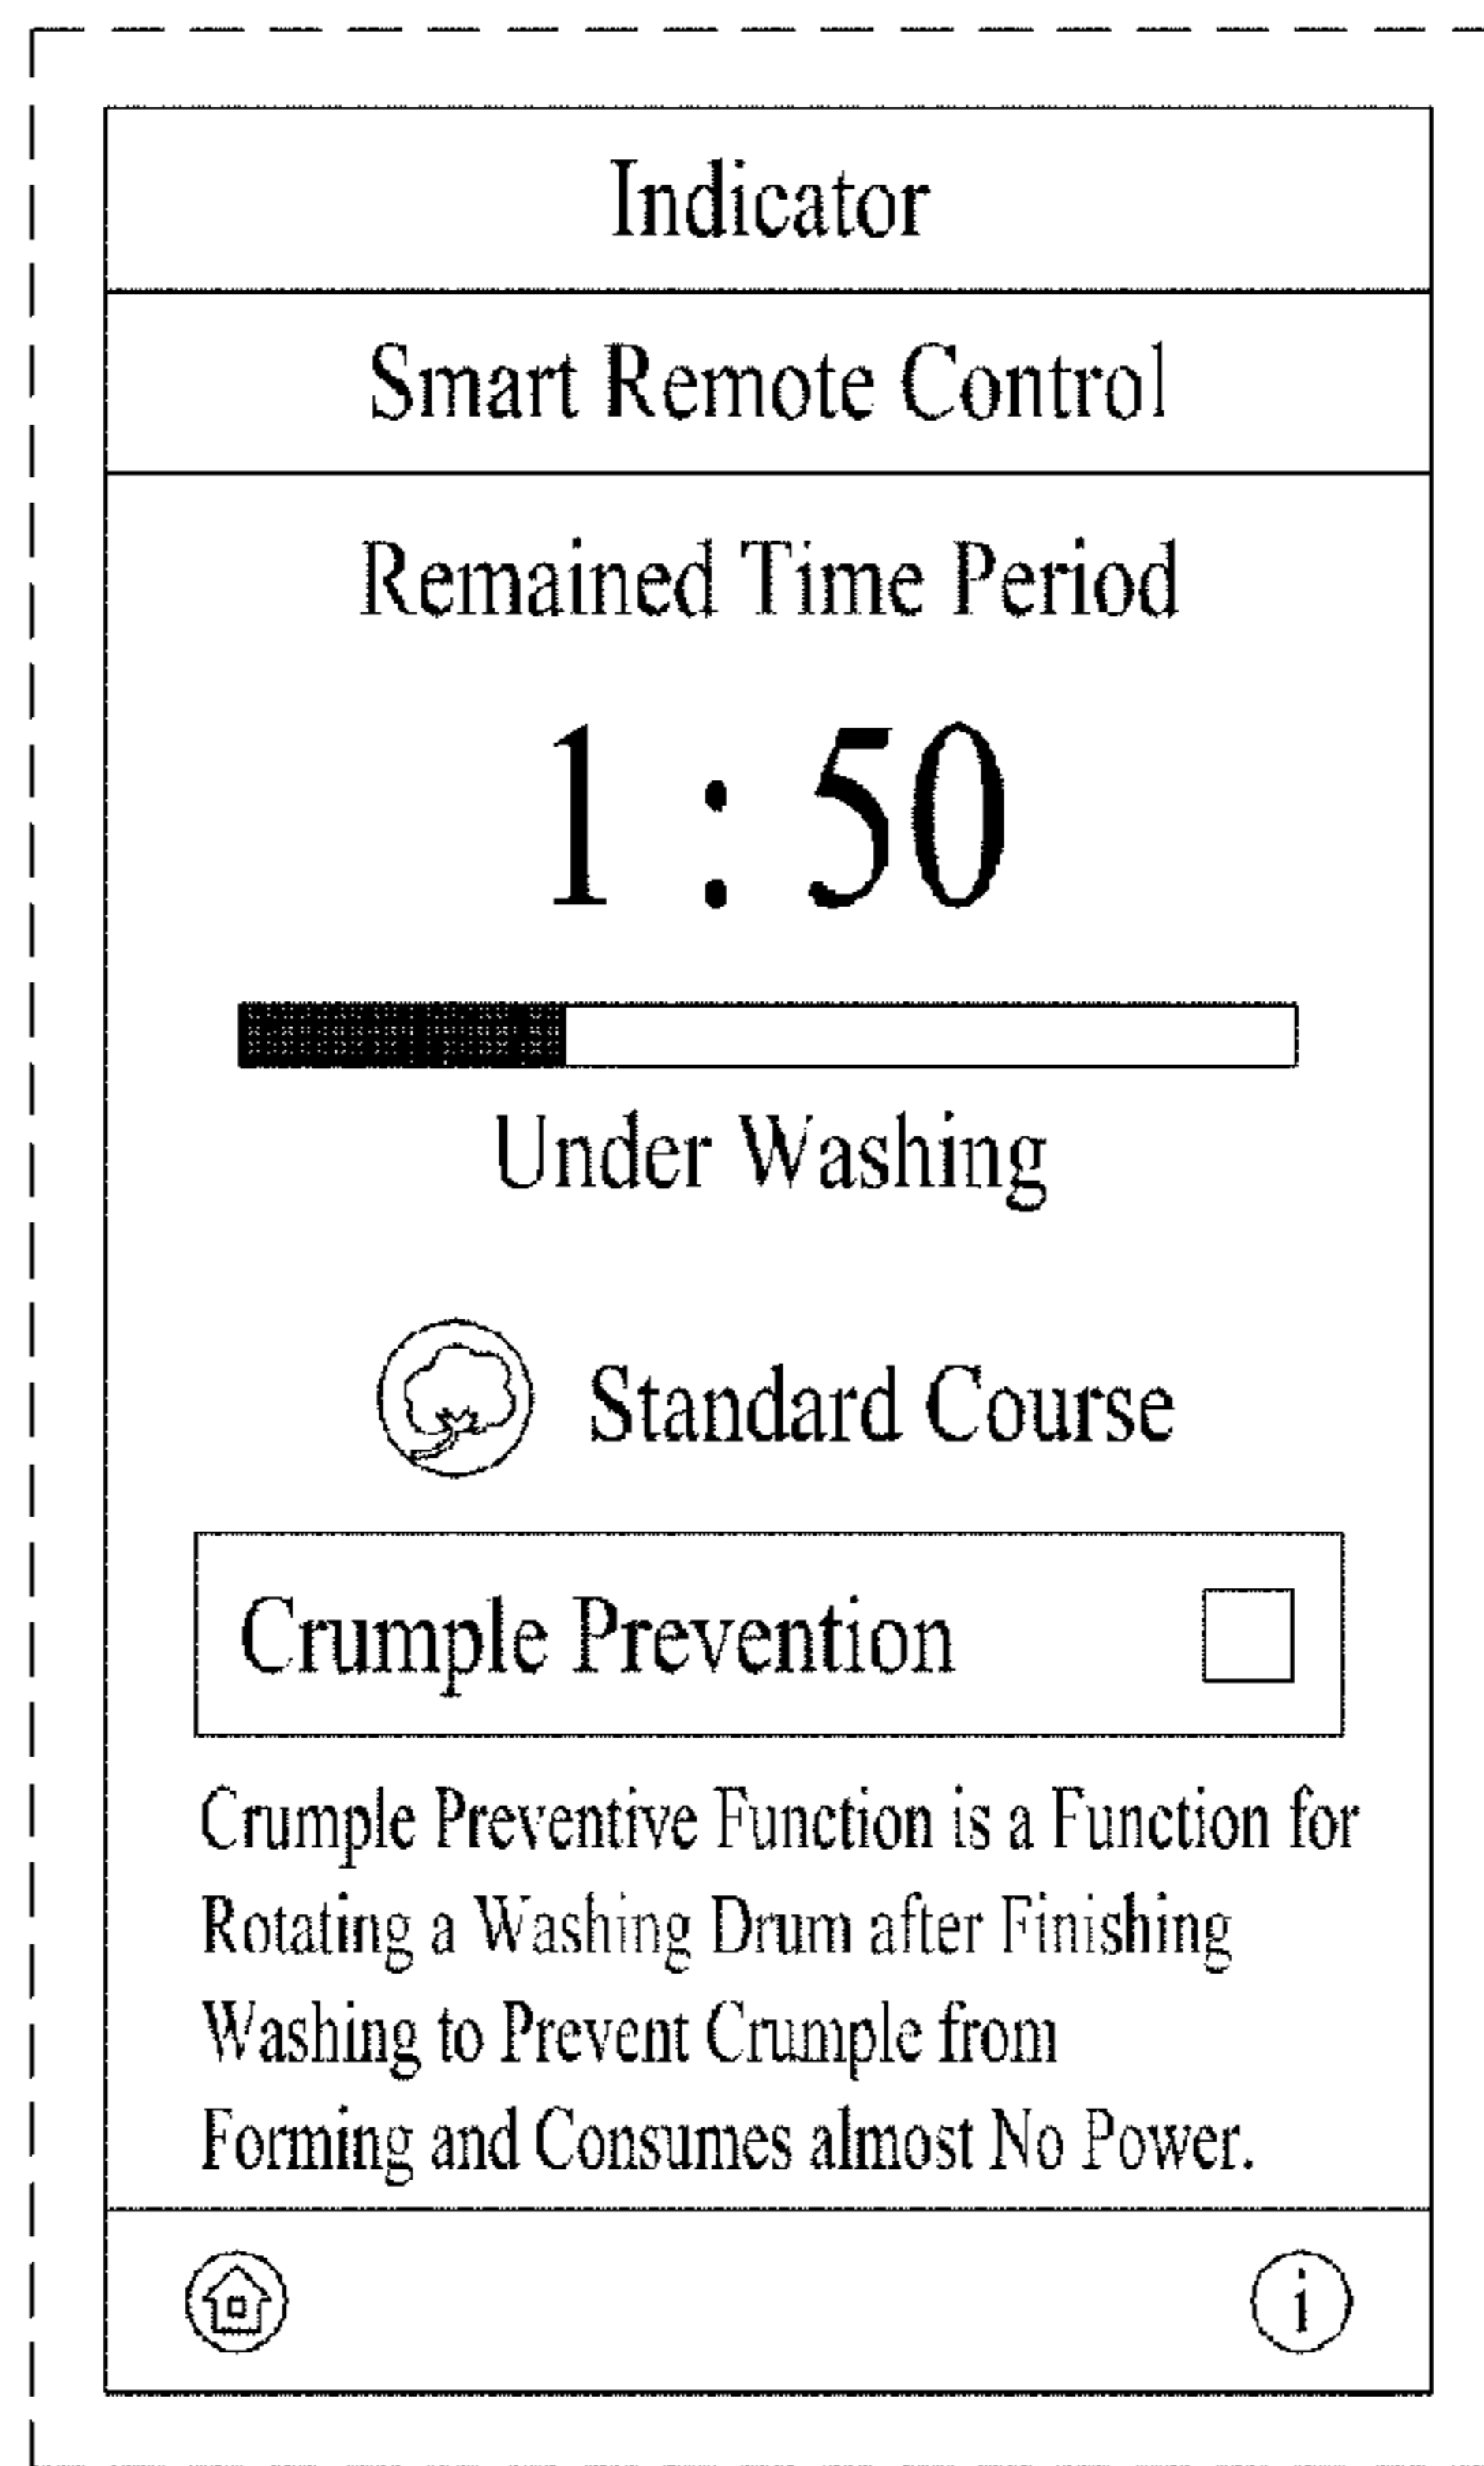 Indicator
Smart Remote Control
Remained Time Period
1 : 50
Under Washing
Standard Course
Crumple Prevention
Crumple Preventive Function is a Function for
Rotating a Washing Drum after Finishing
Washing to Prevent Crumple from
Forming and Consumes almost No Power.
i